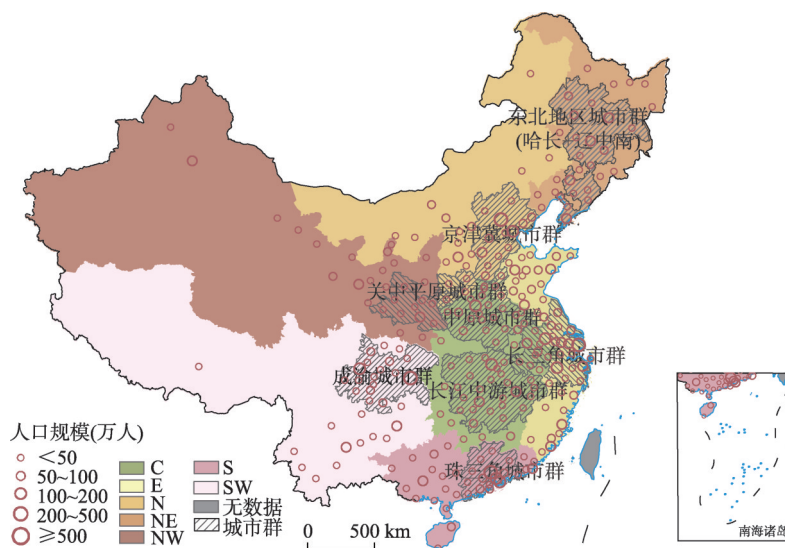 东北地区城市群
(哈长+辽中南)
京津冀城市群
关中平原城市群
中原城市群
长三角城市群
成渝城市群
长江中游城市群
珠三角城市群
人口规模(万人)
<50
50~100
100~200
200~500
≥500
C
E
N
NE
NW
S
SW
无数据
城市群
0 500 km
南海诸岛